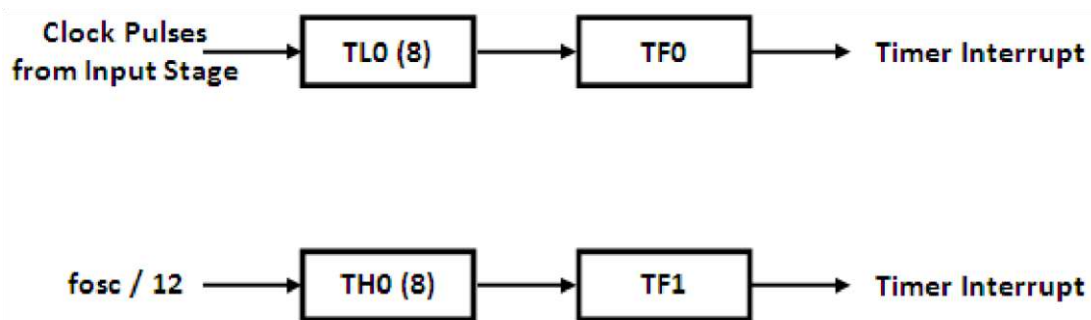 Clock Pulses
from Input Stage
TL0 (8)
TF0
Timer Interrupt
fosc / 12
TH0 (8)
TF1
Timer Interrupt